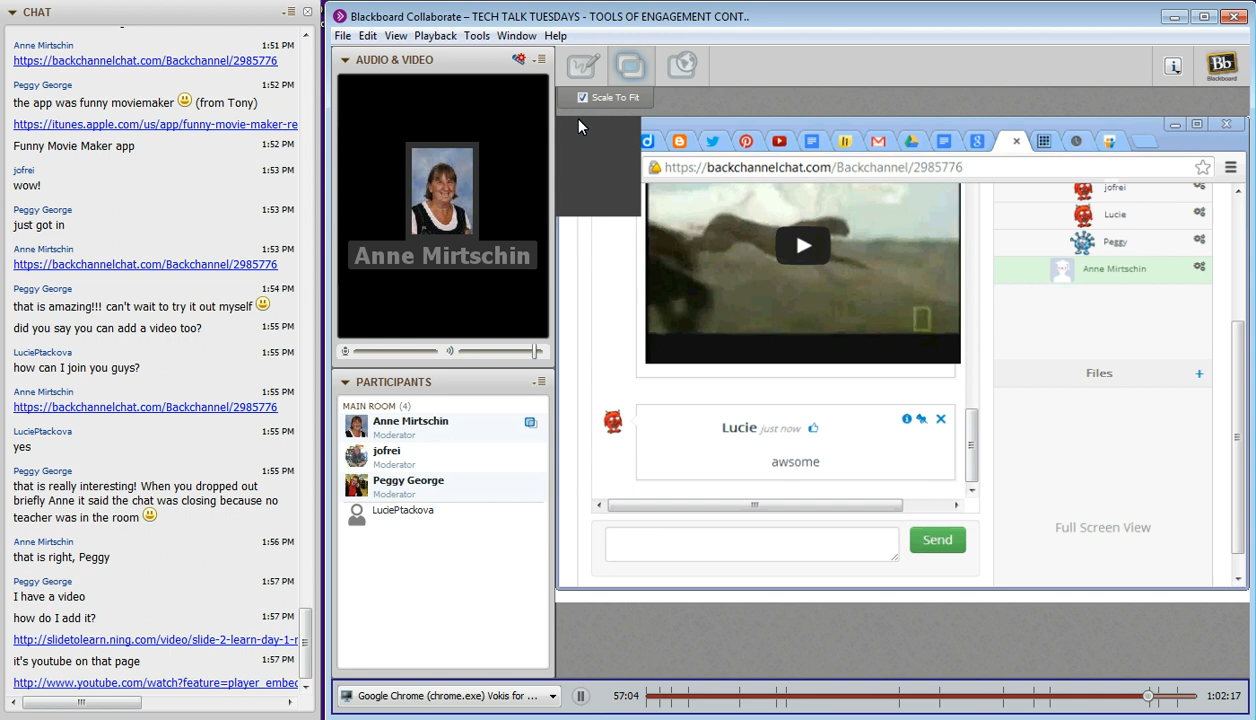 CHAT
Anne Mirtschin 1:51 PM
https://backchannelchat.com/Backchannel/2985776
Peggy George 1:52 PM
the app was funny moviemaker (from Tony)
https://itunes.apple.com/us/app/funny-movie-maker-re
Funny Movie Maker app 1:52 PM
jofrei 1:53 PM
wow!
Peggy George 1:53 PM
just got in
Anne Mirtschin 1:53 PM
https://backchannelchat.com/Backchannel/2985776
Peggy George 1:54 PM
that is amazing!!! can't wait to try it out myself
did you say you can add a video too? 1:55 PM
LuciePtackova 1:55 PM
how can I join you guys?
Anne Mirtschin 1:55 PM
https://backchannelchat.com/Backchannel/2985776
LuciePtackova 1:55 PM
yes
Peggy George 1:55 PM
that is really interesting! When you dropped out
briefly Anne it said the chat was closing because no
teacher was in the room
Anne Mirtschin 1:56 PM
that is right, Peggy
Peggy George 1:57 PM
I have a video
how do I add it? 1:57 PM
http://slidetolearn.ning.com/video/slide-2-learn-day-1-
it's youtube on that page 1:57 PM
http://www.youtube.com/watch?feature=player_embed
Blackboard Collaborate – TECH TALK TUESDAYS - TOOLS OF ENGAGEMENT CONT..
File Edit View Playback Tools Window Help
AUDIO & VIDEO
Anne Mirtschin
PARTICIPANTS
MAIN ROOM (4)
Anne Mirtschin
Moderator
jofrei
Moderator
Peggy George
Moderator
LuciePtackova
Google Chrome (chrome.exe) Vokis for ...
57:04
1:02:17
Scale To Fit
Bb
Blackboard
https://backchannelchat.com/Backchannel/2985776
jofrei
Lucie
Peggy
Anne Mirtschin
Files +
Full Screen View
Lucie just now
awsome
Send